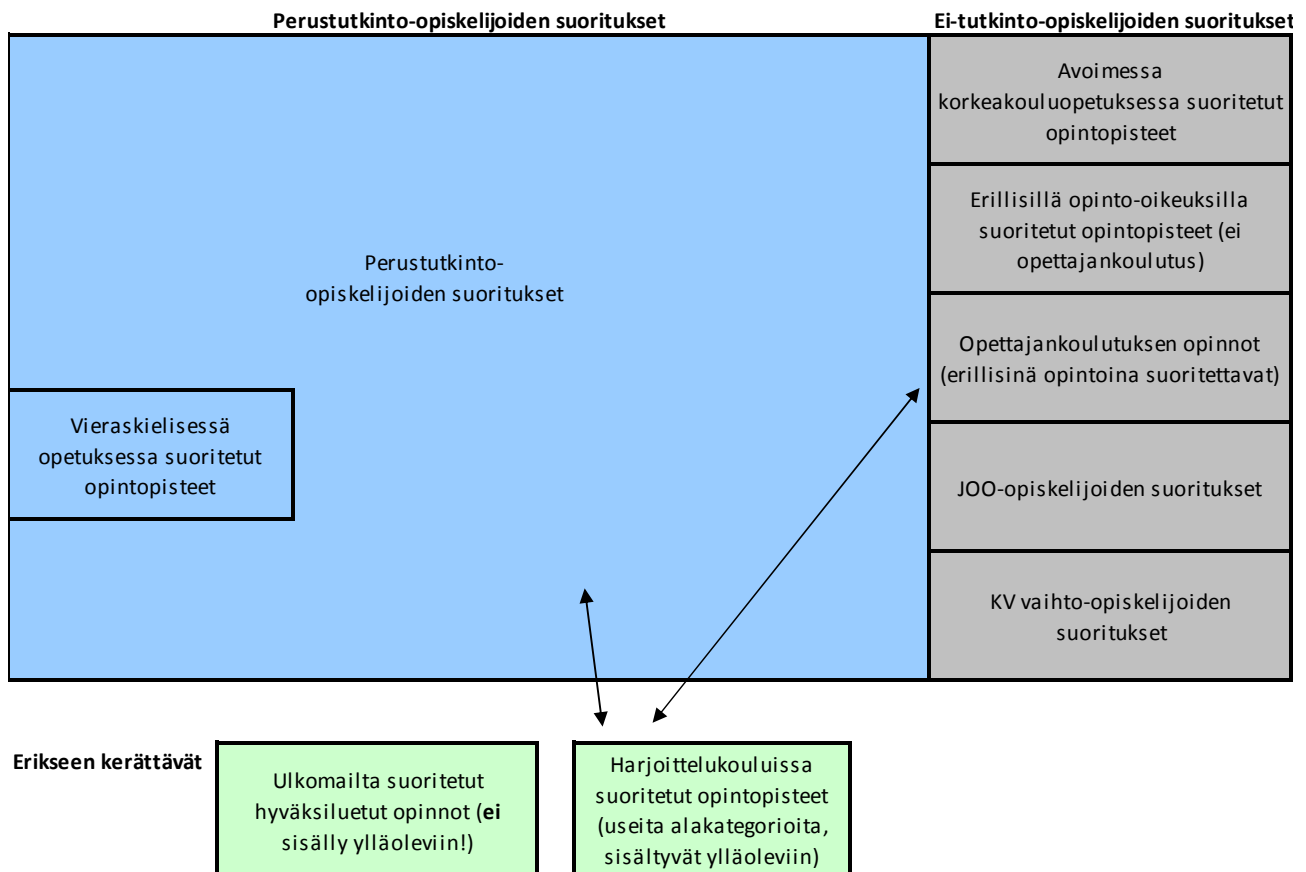 Perustutkinto-opiskelijoiden suoritukset
Ei-tutkinto-opiskelijoiden suoritukset
Perustutkinto-
opiskelijoiden suoritukset
Vieraskielisessä
opetuksessa suoritetut
opintopisteet
Avoimessa
korkeakouluopetuksessa suoritetut
opintopisteet
Erillisillä opinto-oikeuksilla
suoritetut opintopisteet (ei
opettajankoulutus)
Opettajankoulutuksen opinnot
(erillisinä opintoina suoritettavat)
JOO-opiskelijoiden suoritukset
KV vaihto-opiskelijoiden
suoritukset
Erikseen kerättävät
Ulkomailta suoritetut
hyväksiluetut opinnot (ei
sisälly ylläoleviin!)
Harjoittelukouluissa
suoritetut opintopisteet
(useita alakategorioita,
sisältyvät ylläoleviin)